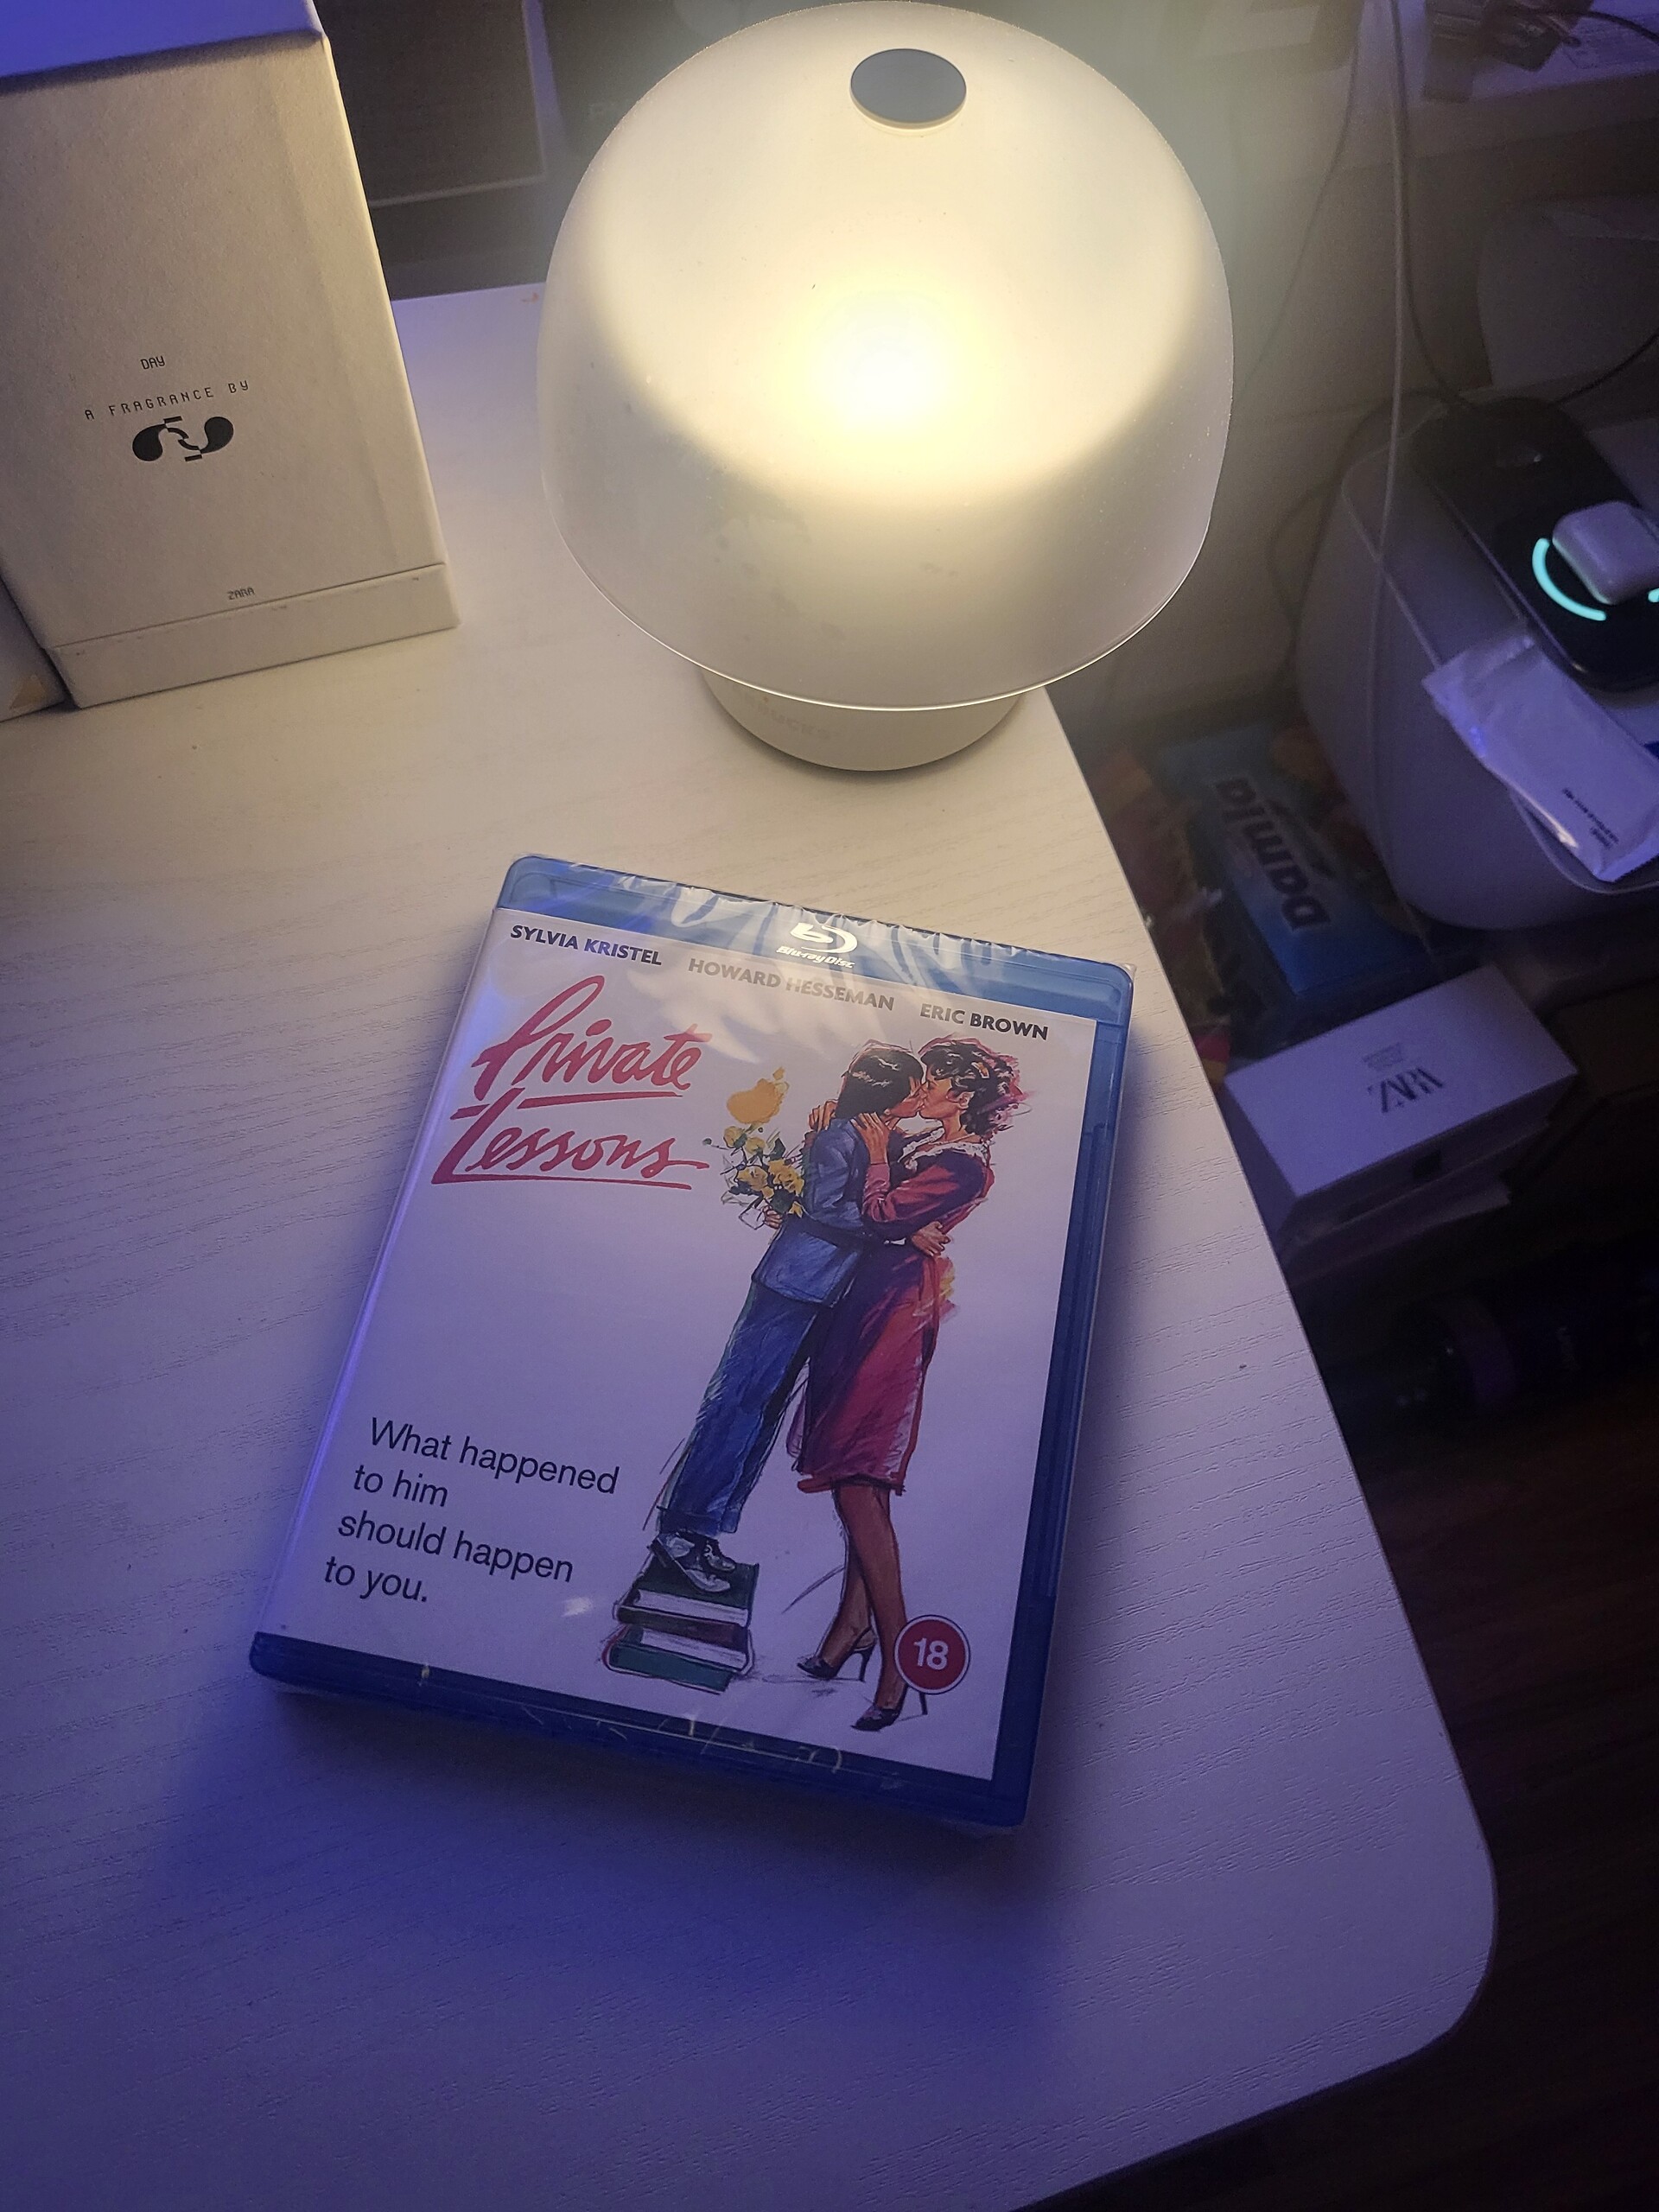 DAY
A FRAGRANCE BY
ZARA
Damla
ZARA
Blu-ray Disc
SYLVIA KRISTEL HOWARD HESSEMAN ERIC BROWN
Private
Lessons
What happened
to him
should happen
to you.
18